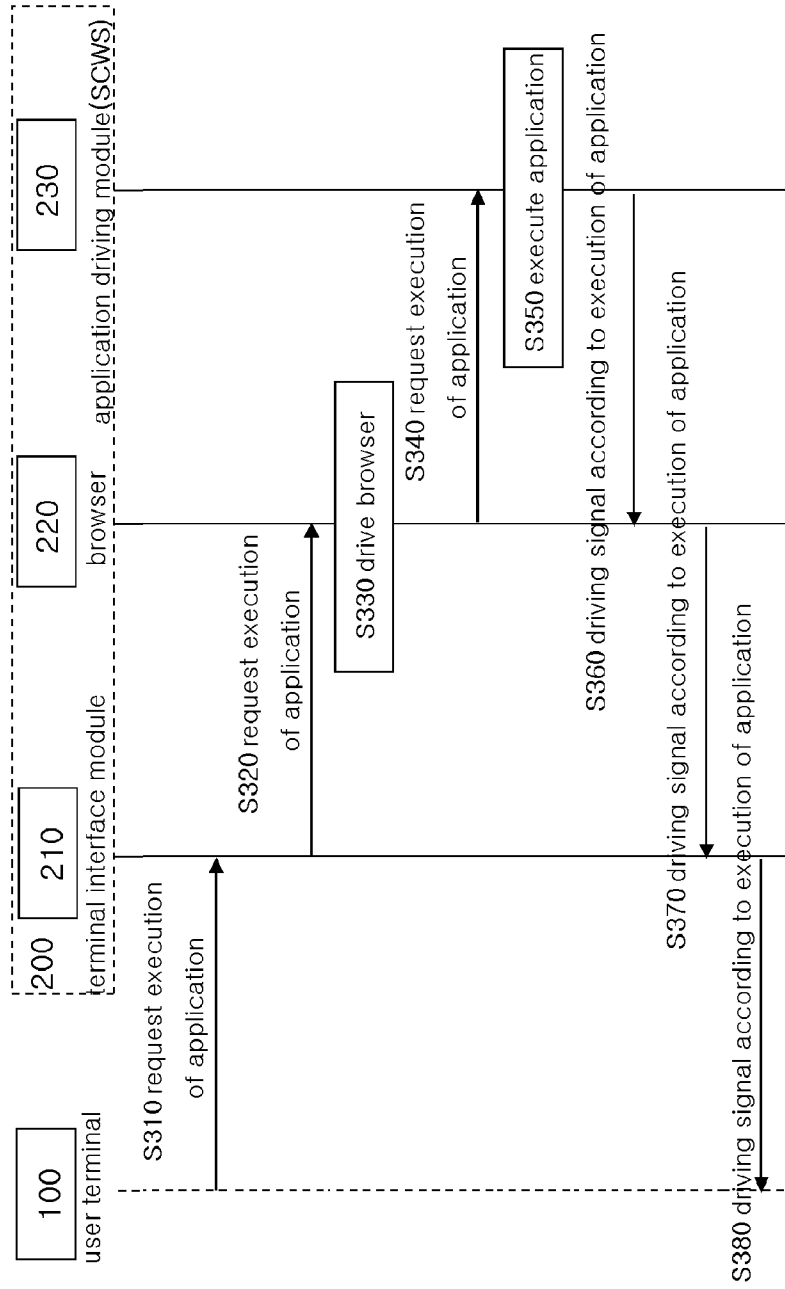 100
user terminal
200
210
terminal interface module
220
browser
230
application driving module(SCWS)
S310 request execution
of application
S320 request execution
of application
S330 drive browser
S340 request execution
of application
S350 execute application
S360 driving signal according to execution of application
S370 driving signal according to execution of application
S380 driving signal according to execution of application